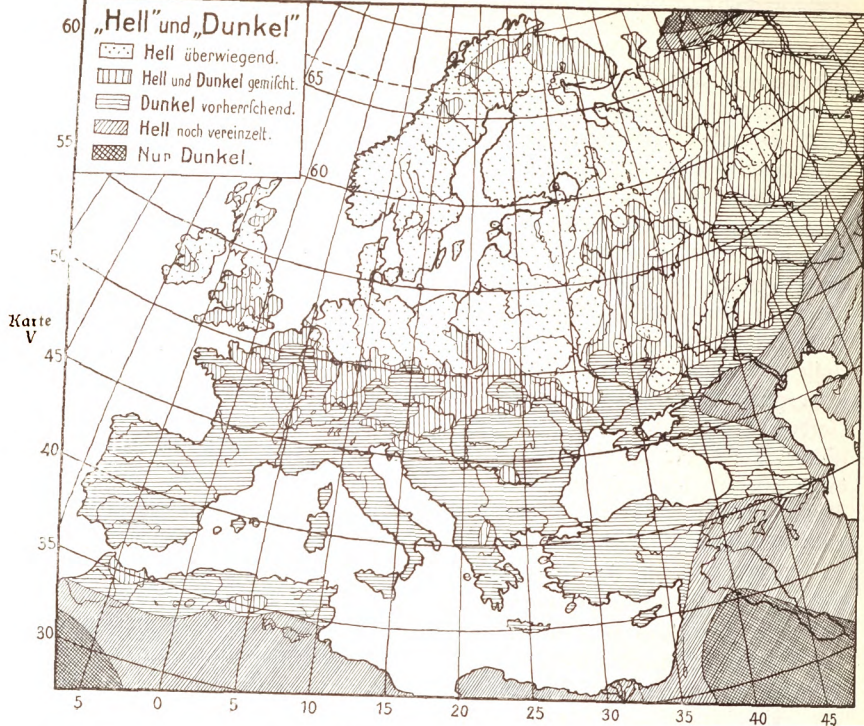 „Hell" und „Dunkel"
Hell überwiegend.
Hell und Dunkel gemiſcht.
Dunkel vorherrſchend.
Hell noch vereinzelt.
Nur Dunkel.
Karte
V
60
55
50
45
40
35
30
65
60
5 0 5 10 15 20 25 30 35 40 45